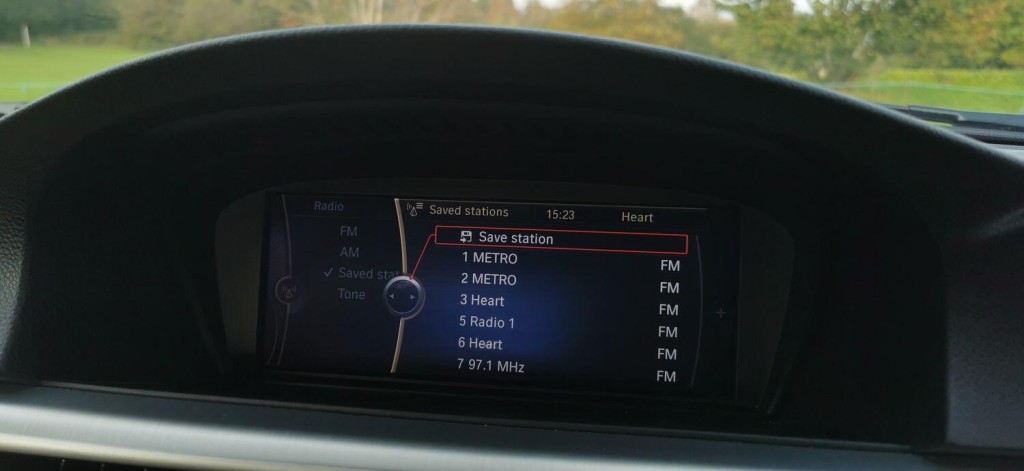 Radio
FM
AM
✓ Saved stat
Tone
Saved stations 15:23 Heart
Save station
1 METRO FM
2 METRO FM
3 Heart FM
5 Radio 1 FM
6 Heart FM
7 97.1 MHz FM